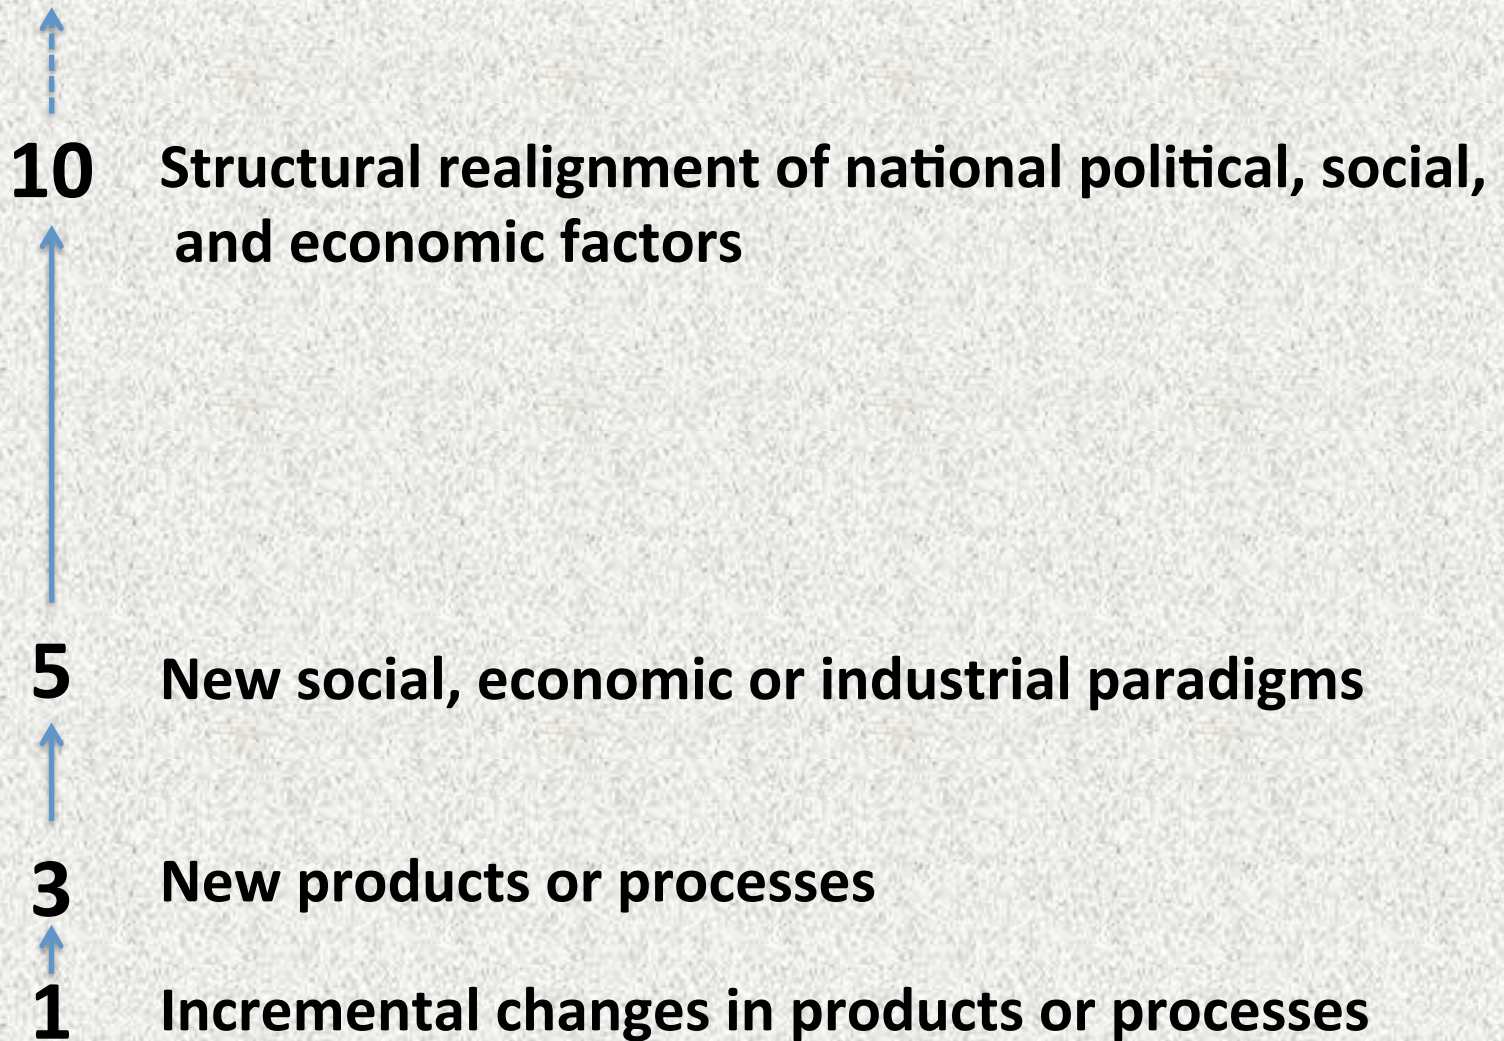 10 Structural realignment of national political, social,
and economic factors
5 New social, economic or industrial paradigms
3 New products or processes
1 Incremental changes in products or processes